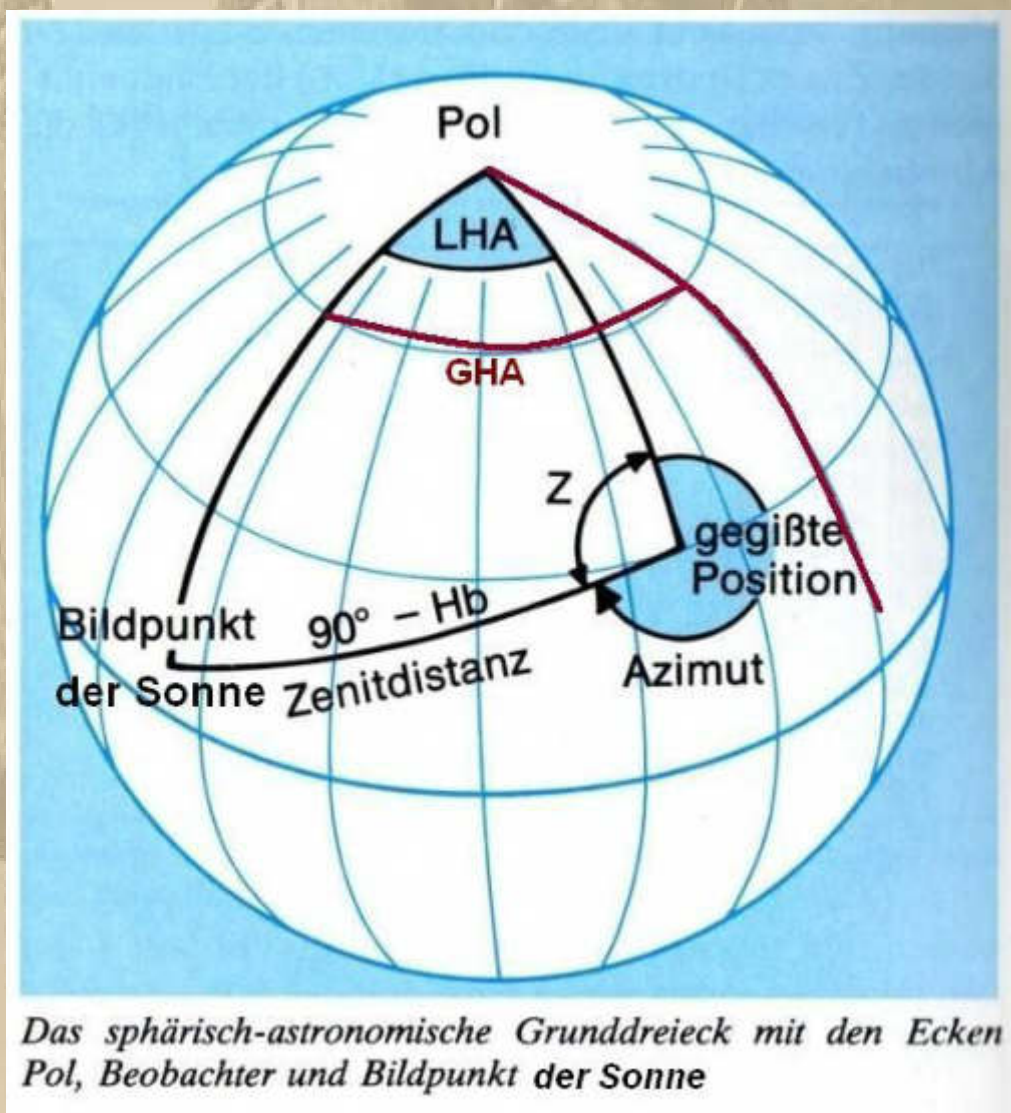 Pol
LHA
GHA
Z
gegißte
Position
Bildpunkt
der Sonne
90° – Hb
Zenitdistanz
Azimut
Das sphärisch-astronomische Grunddreieck mit den Ecken
Pol, Beobachter und Bildpunkt der Sonne